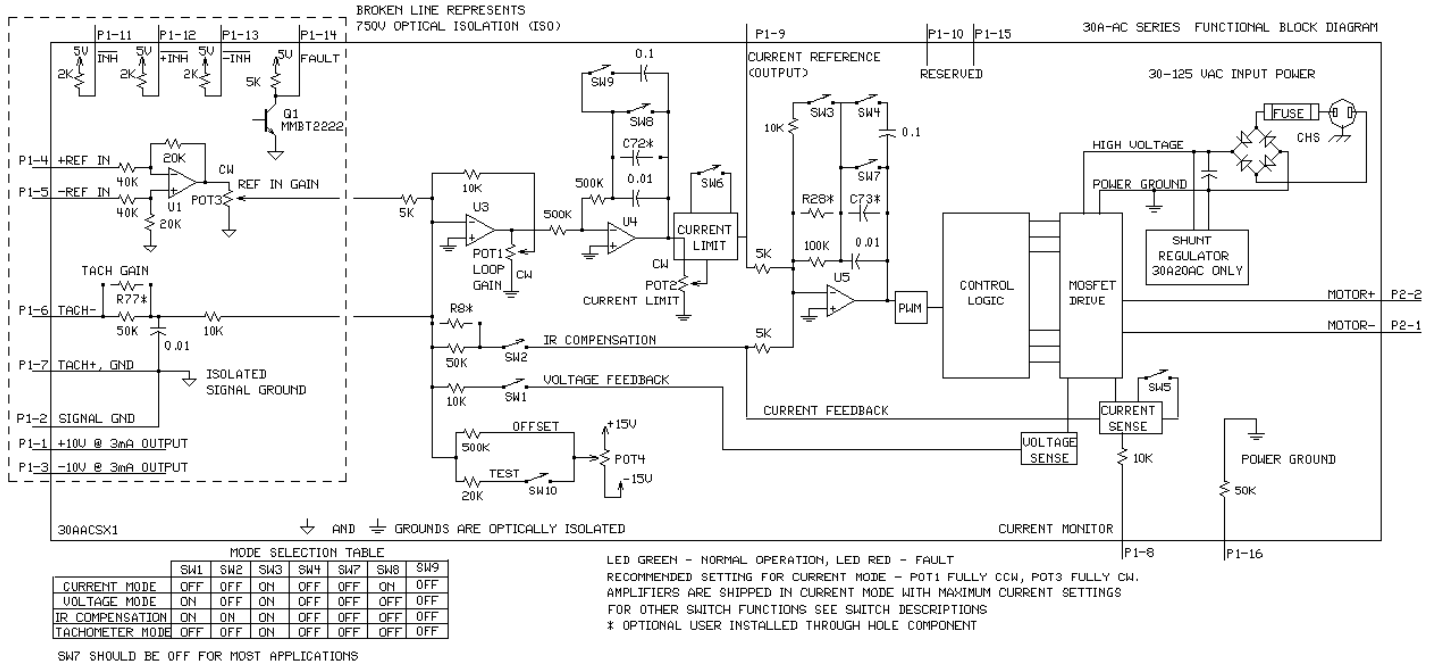 BROKEN LINE REPRESENTS
750V OPTICAL ISOLATION (ISO)
30A-AC SERIES FUNCTIONAL BLOCK DIAGRAM
P1-11
P1-12
P1-13
P1-14
P1-9
P1-10
P1-15
5V
INH
5V
+INH
5V
-INH
5V
FAULT
2K
2K
2K
5K
Q1
MMBT2222
0.1
SW9
SW8
CURRENT REFERENCE
(OUTPUT)
RESERVED
30-125 VAC INPUT POWER
FUSE
CHS
SW3
SW4
10K
0.1
P1-4
+REF IN
20K
40K
CW
REF IN GAIN
P1-5
-REF IN
40K
U1
POT3
20K
5K
10K
U3
500K
C72*
0.01
500K
U4
SW6
CURRENT
LIMIT
SW7
R28*
C73*
HIGH VOLTAGE
POWER GROUND
SHUNT
REGULATOR
30A20AC ONLY
POT1
LOOP
GAIN
CW
CW
POT2
CURRENT LIMIT
5K
100K
0.01
U5
PWM
CONTROL
LOGIC
MOSFET
DRIVE
TACH GAIN
R77*
P1-6
TACH-
50K
10K
0.01
MOTOR+
P2-2
MOTOR-
P2-1
R8*
50K
SW2
IR COMPENSATION
5K
P1-7
TACH+, GND
ISOLATED
SIGNAL GROUND
10K
SW1
VOLTAGE FEEDBACK
SW5
CURRENT FEEDBACK
CURRENT
SENSE
P1-2
SIGNAL GND
P1-1
+10V @ 3mA OUTPUT
P1-3
-10V @ 3mA OUTPUT
OFFSET
500K
+15V
POT4
TEST
-15V
20K
SW10
VOLTAGE
SENSE
10K
POWER GROUND
50K
30AACSX1
AND
GROUNDS ARE OPTICALLY ISOLATED
CURRENT MONITOR
P1-8
P1-16
MODE SELECTION TABLE
SW1 SW2 SW3 SW4 SW7 SW8 SW9
CURRENT MODE OFF OFF ON OFF OFF ON OFF
VOLTAGE MODE ON OFF ON OFF OFF OFF OFF
IR COMPENSATION ON ON ON OFF OFF OFF OFF
TACHOMETER MODE OFF OFF ON OFF OFF OFF OFF
SW7 SHOULD BE OFF FOR MOST APPLICATIONS
LED GREEN - NORMAL OPERATION, LED RED - FAULT
RECOMMENDED SETTING FOR CURRENT MODE - POT1 FULLY CCW, POT3 FULLY CW.
AMPLIFIERS ARE SHIPPED IN CURRENT MODE WITH MAXIMUM CURRENT SETTINGS
FOR OTHER SWITCH FUNCTIONS SEE SWITCH DESCRIPTIONS
* OPTIONAL USER INSTALLED THROUGH HOLE COMPONENT